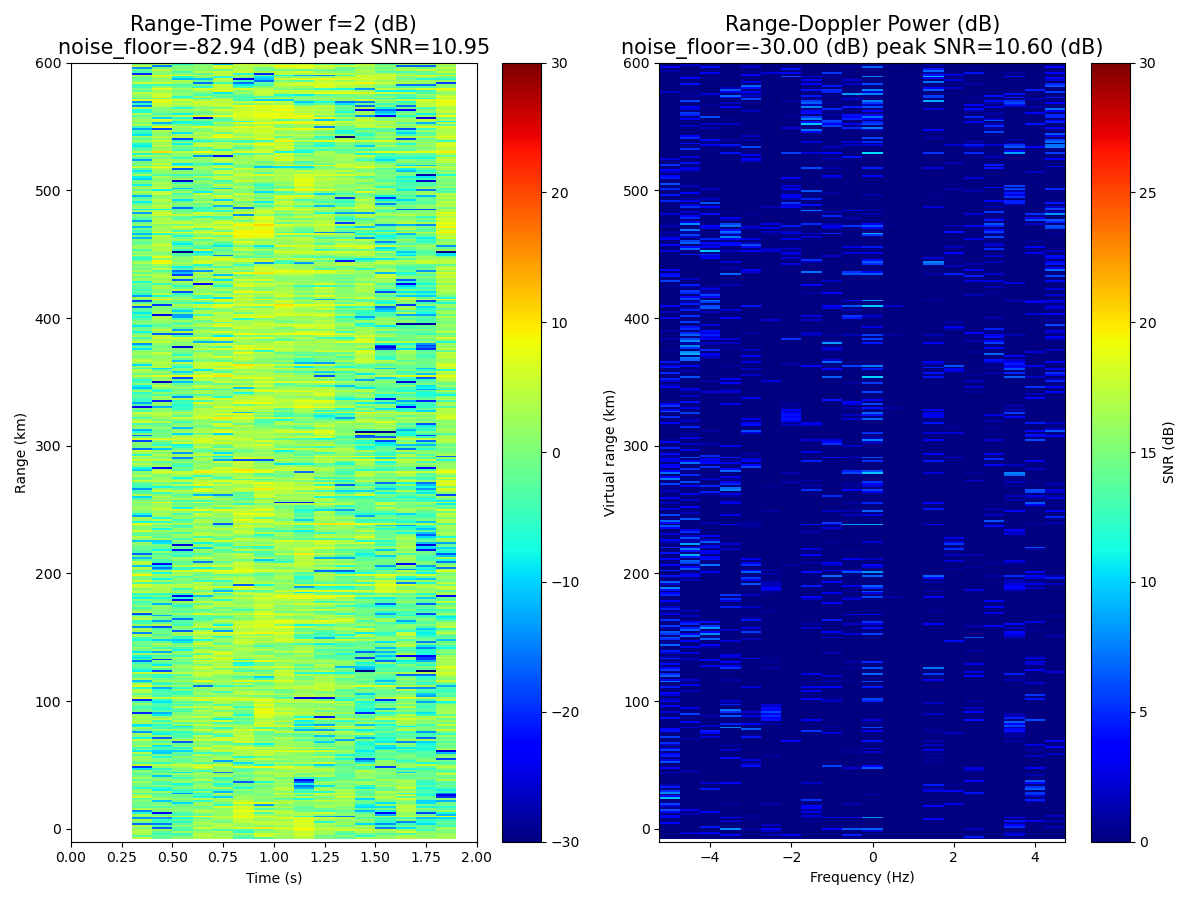 Range-Time Power f=2 (dB)
noise_floor=-82.94 (dB) peak SNR=10.95
600
500
400
300
200
100
0
Range (km)
0.00 0.25 0.50 0.75 1.00 1.25 1.50 1.75 2.00
Time (s)
30
20
10
0
−10
−20
−30
Range-Doppler Power (dB)
noise_floor=-30.00 (dB) peak SNR=10.60 (dB)
600
500
400
300
200
100
0
Virtual range (km)
−4 −2 0 2 4
Frequency (Hz)
30
25
20
15
10
5
0
SNR (dB)